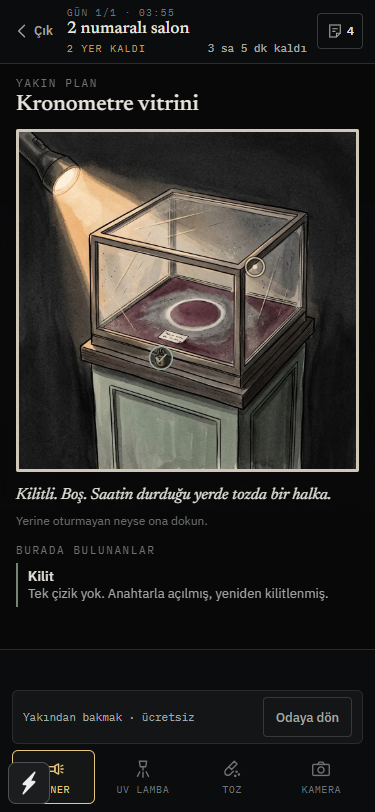 GÜN 1/1 · 03:55
Çık
2 numaralı salon
2 YER KALDI
3 sa 5 dk kaldı
4
YAKIN PLAN
Kronometre vitrini
Kilitli. Boş. Saatin durduğu yerde tozda bir halka.
Yerine oturmayan neyse ona dokun.
BURADA BULUNANLAR
Kilit
Tek çizik yok. Anahtarla açılmış, yeniden kilitlenmiş.
Yakından bakmak · ücretsiz
Odaya dön
NER
UV LAMBA
TOZ
KAMERA